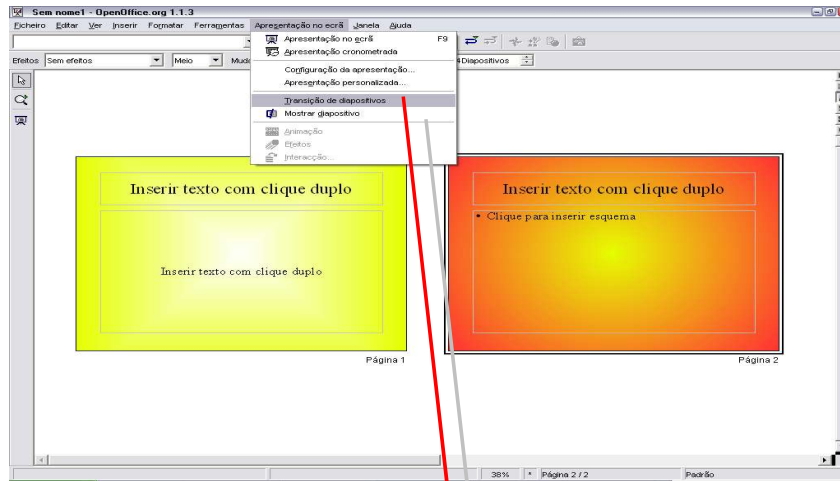 Sem nome1 - OpenOffice.org 1.1.3
Ficheiro Editar Ver Inserir Formatar Ferramentas Apresentação no ecrã Janela Ajuda
Apresentação no ecrã F9
Apresentação cronometrada
Efeitos Sem efeitos Meio Mud 4Diapositivos
Configuração da apresentação...
Apresentação personalizada...
Transição de diapositivos
Mostrar diapositivo
Animação
Efeitos
Interacção...
Inserir texto com clique duplo
Inserir texto com clique duplo
Página 1
Inserir texto com clique duplo
• Clique para inserir esquema
Página 2
38% * Página 2 / 2 Padrão